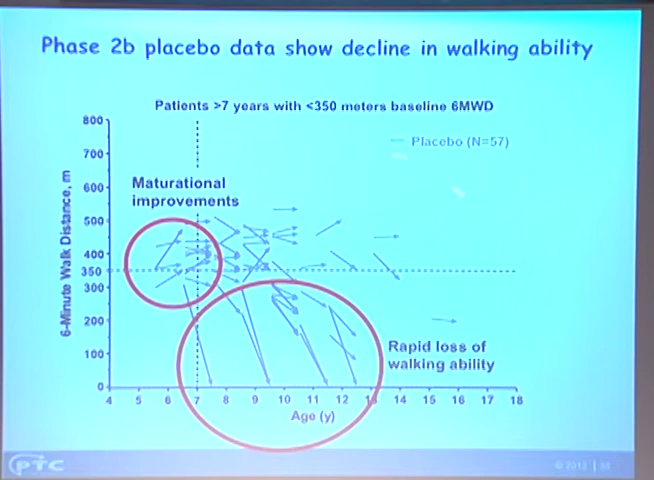 Phase 2b placebo data show decline in walking ability
Patients >7 years with <350 meters baseline 6MWD
Placebo (N=57)
Maturational
improvements
6-Minute Walk Distance, m
800
700
600
500
400
350
300
200
100
0
Rapid loss of
walking ability
4 5 6 7 8 9 10 11 12 13 14 15 16 17 18
Age (y)
PTC